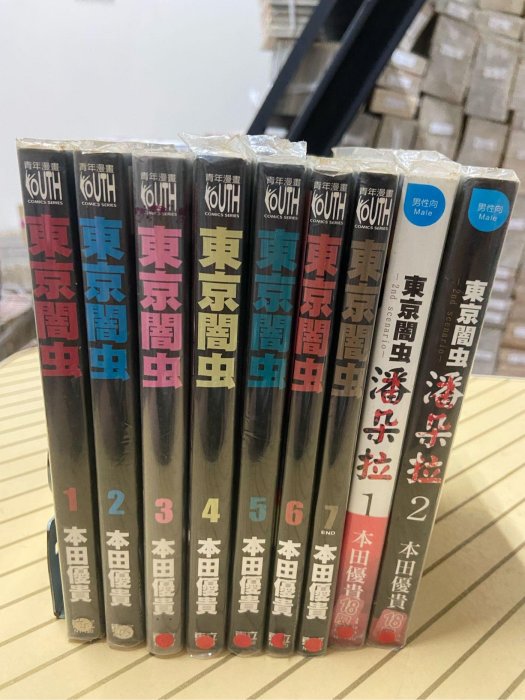 青年漫畫
YOUTH
COMICS SERIES
東京闇虫
1
本田優貴
青年漫畫
YOUTH
COMICS SERIES
東京闇虫
2
本田優貴
青年漫畫
YOUTH
COMICS SERIES
東京闇虫
3
本田優貴
青年漫畫
YOUTH
COMICS SERIES
東京闇虫
4
本田優貴
青年漫畫
YOUTH
COMICS SERIES
東京闇虫
5
本田優貴
青年漫畫
YOUTH
COMICS SERIES
東京闇虫
6
本田優貴
青年漫畫
YOUTH
COMICS SERIES
東京闇虫
7
END
本田優貴
男性向
Male
東京闇虫
-2nd scenario-
潘朵拉
1
本田優貴
18
男性向
Male
東京闇虫
-2nd scenario-
潘朵拉
2
本田優貴
18